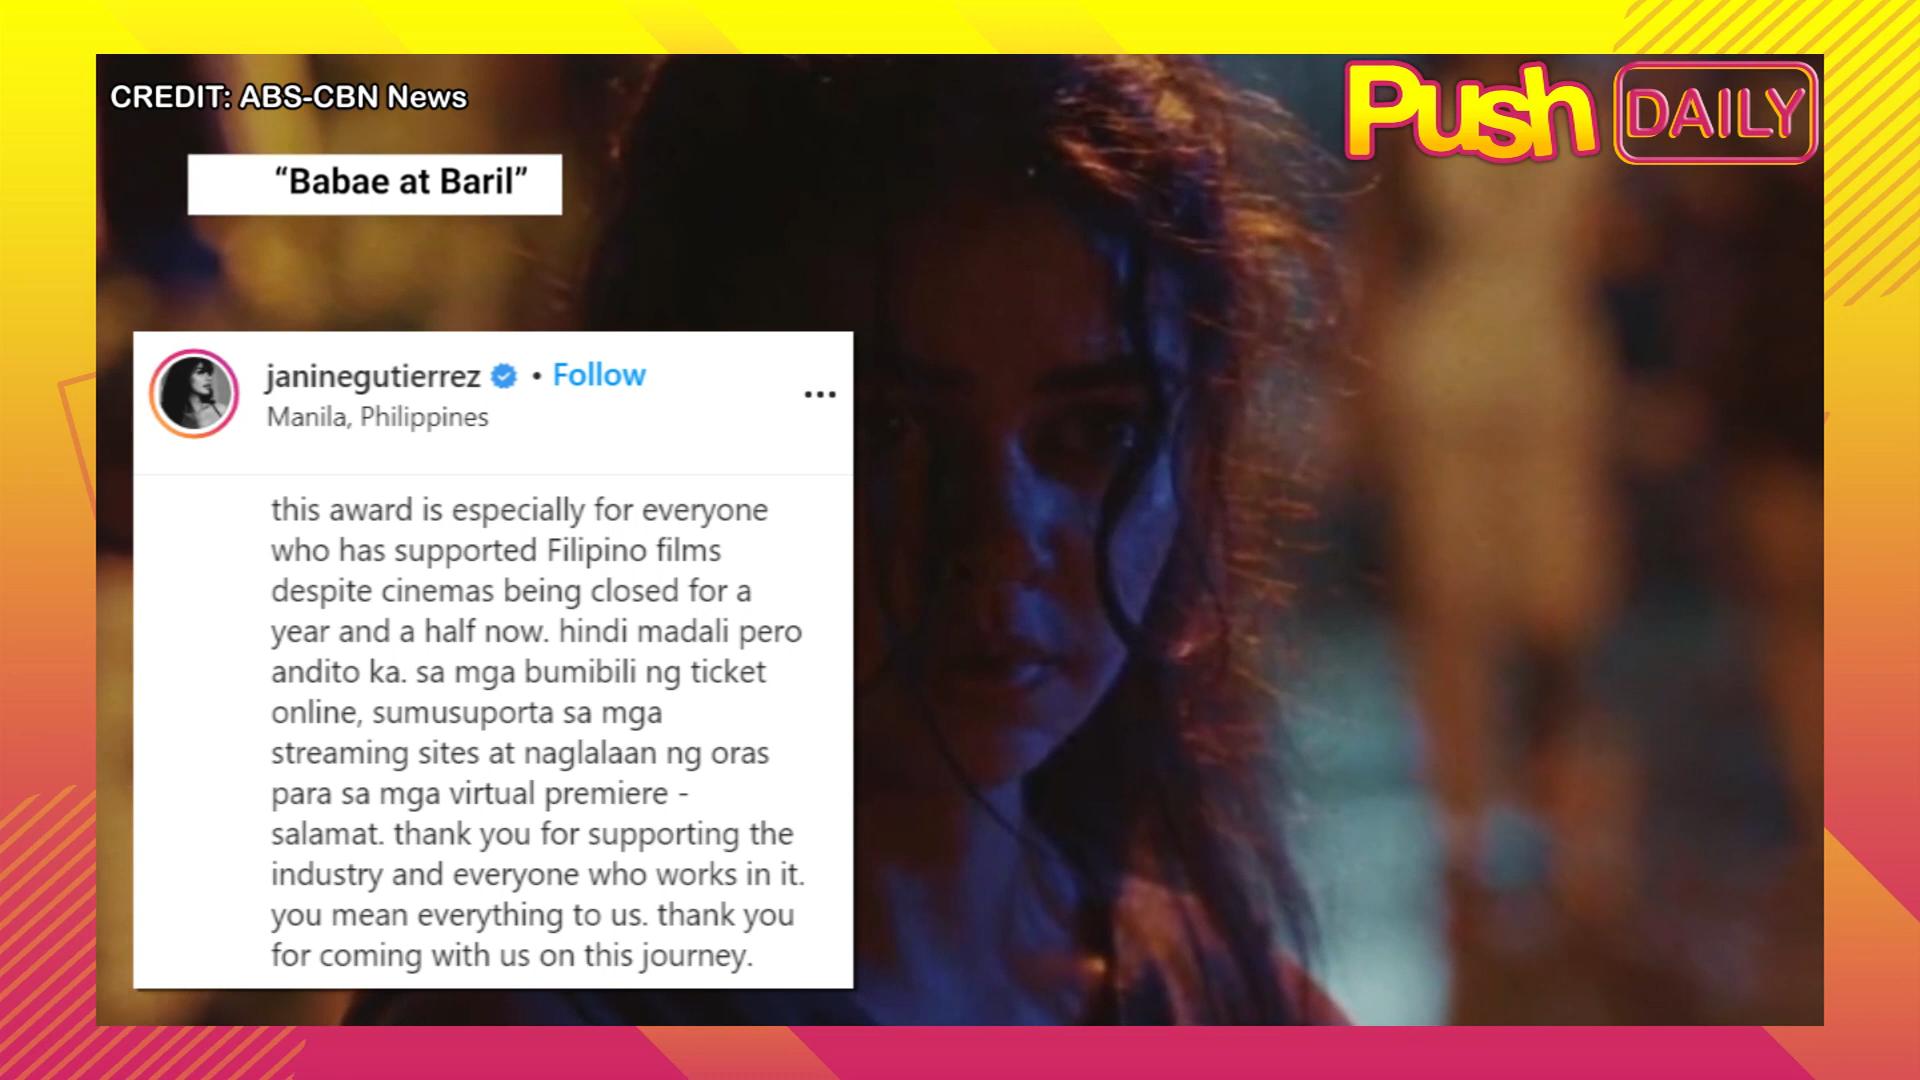 CREDIT: ABS-CBN News
Push DAILY
“Babae at Baril”
janinegutierrez • Follow
Manila, Philippines
this award is especially for everyone
who has supported Filipino films
despite cinemas being closed for a
year and a half now. hindi madali pero
andito ka. sa mga bumibili ng ticket
online, sumusuporta sa mga
streaming sites at naglalaan ng oras
para sa mga virtual premiere -
salamat. thank you for supporting the
industry and everyone who works in it.
you mean everything to us. thank you
for coming with us on this journey.